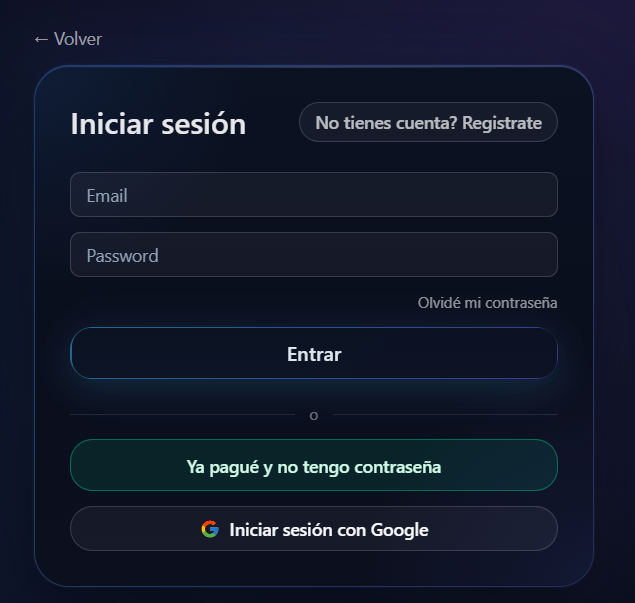 ← Volver
Iniciar sesión
No tienes cuenta? Registrate
Email
Password
Olvidé mi contraseña
Entrar
o
Ya pagué y no tengo contraseña
Iniciar sesión con Google